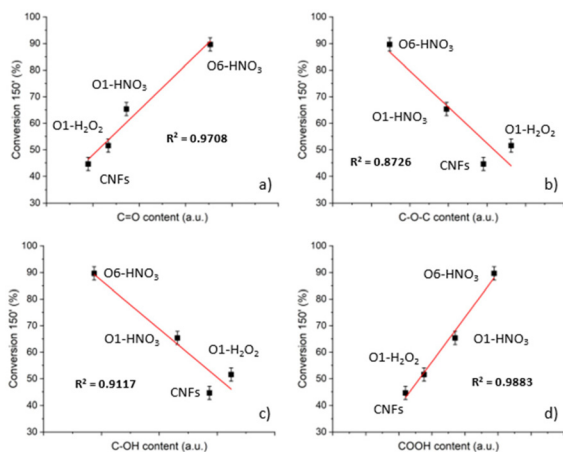 Conversion 150' (%)
90
80
70
60
50
40
30
O6-HNO₃
O1-HNO₃
O1-H₂O₂
CNFs
R² = 0.9708
a)
C=O content (a.u.)
Conversion 150' (%)
90
80
70
60
50
40
30
O6-HNO₃
O1-HNO₃
O1-H₂O₂
CNFs
R² = 0.8726
b)
C-O-C content (a.u.)
Conversion 150' (%)
100
90
80
70
60
50
40
30
O6-HNO₃
O1-HNO₃
O1-H₂O₂
CNFs
R² = 0.9117
c)
C-OH content (a.u.)
Conversion 150' (%)
100
90
80
70
60
50
40
30
O6-HNO₃
O1-HNO₃
O1-H₂O₂
CNFs
R² = 0.9883
d)
COOH content (a.u.)